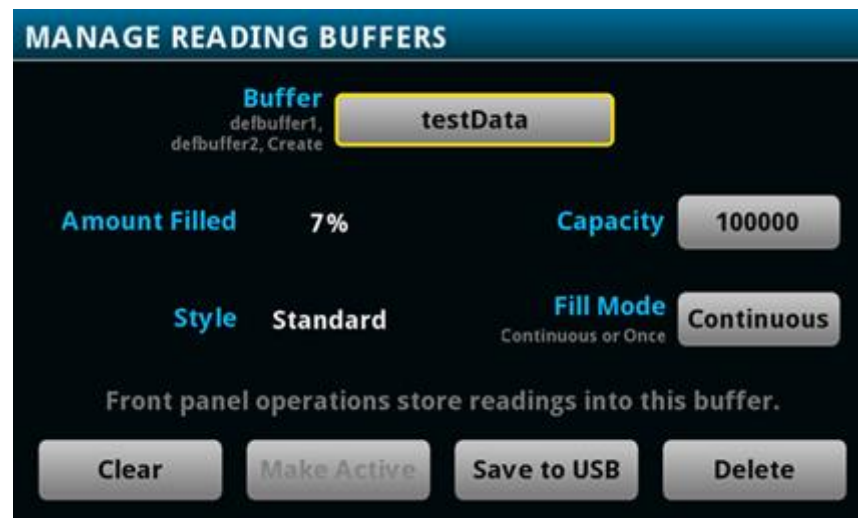 MANAGE READING BUFFERS
Buffer
defbuffer1,
defbuffer2, Create
testData
Amount Filled 7% Capacity 100000
Style Standard Fill Mode
Continuous or Once
Continuous
Front panel operations store readings into this buffer.
Clear Make Active Save to USB Delete